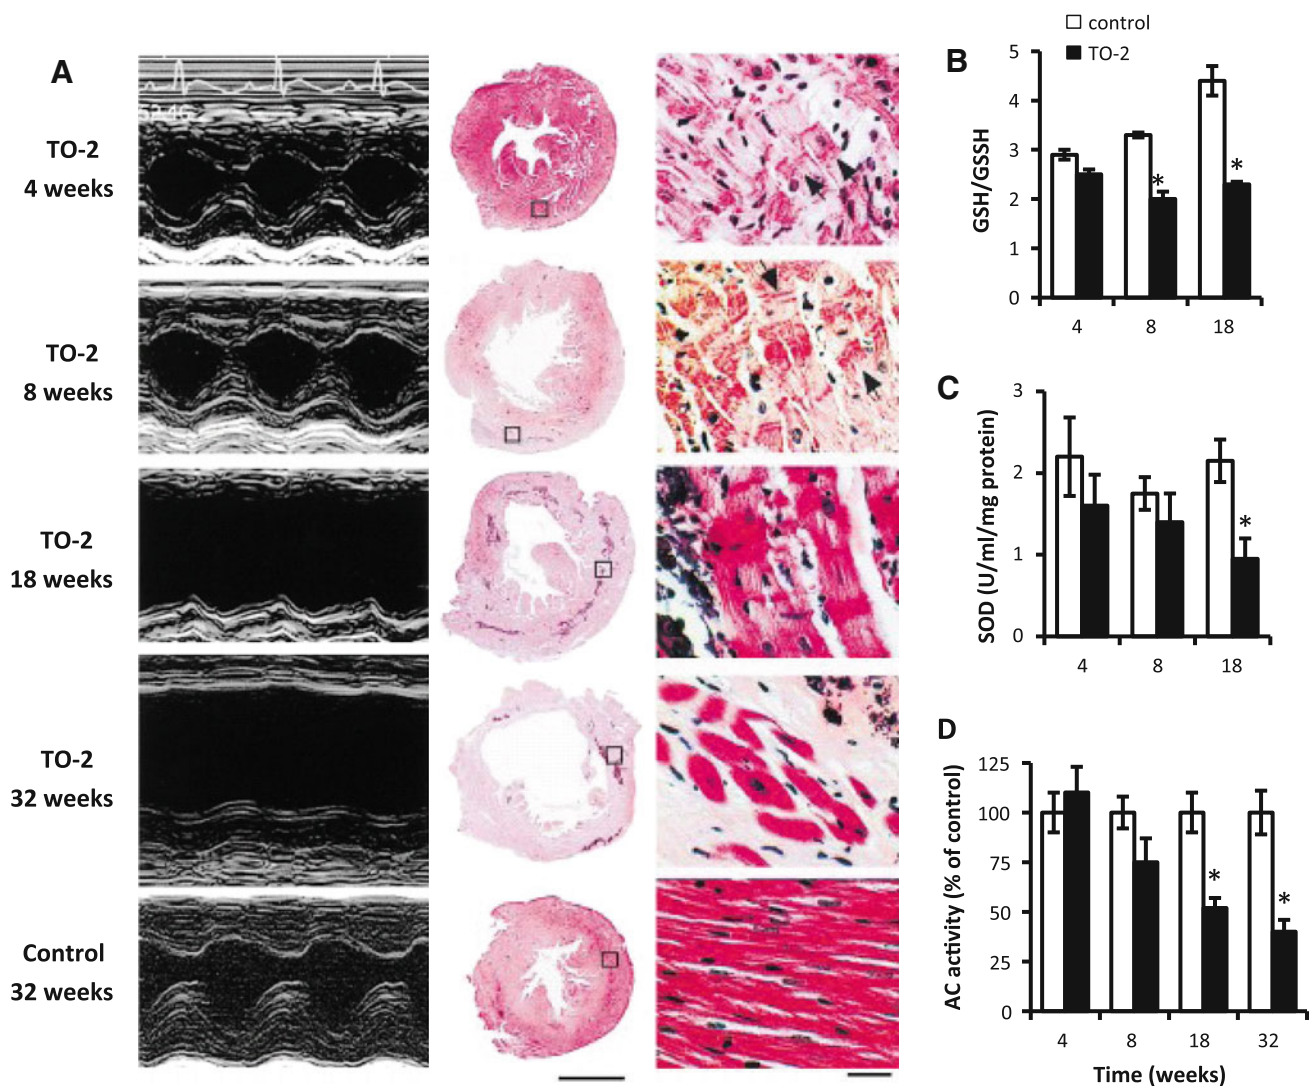 A
TO-2
4 weeks
TO-2
8 weeks
TO-2
18 weeks
TO-2
32 weeks
Control
32 weeks
B
control
TO-2
GSH/GSSH
5
4
3
2
1
0
*
*
4
8
18
C
SOD (U/ml/mg protein)
3
2
1
0
*
4
8
18
D
AC activity (% of control)
125
100
75
50
25
0
*
*
4
8
18
32
Time (weeks)